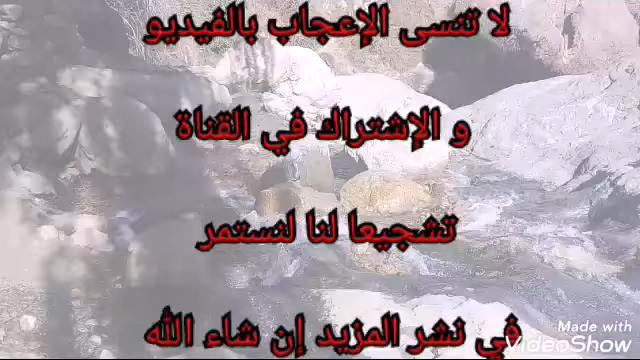 لا تنسى الإعجاب بالفيديو
و الإشتراك في القناة
تشجيعا لنا لنستمر
في نشر المزيد إن شاء الله
Made with
VideoShow